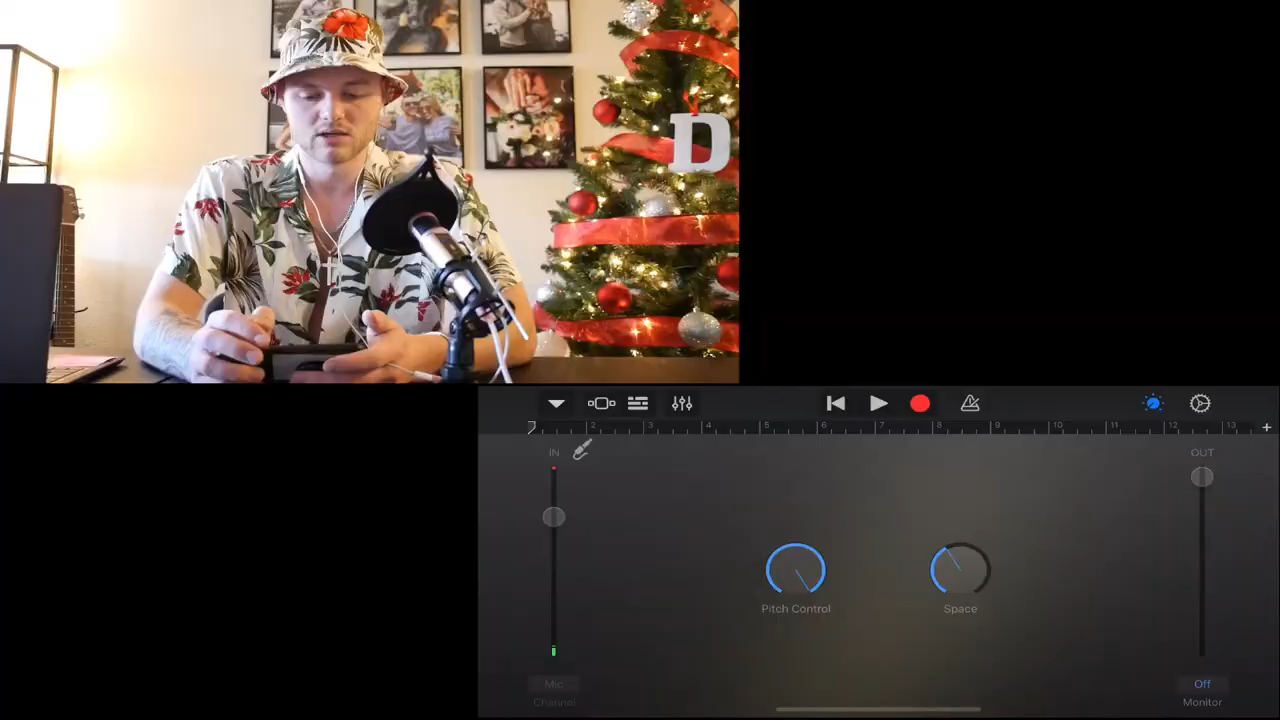 D
2 3 4 5 6 7 8 9 10 11 12 13 +
IN
OUT
Pitch Control
Space
Mic
Channel
Off
Monitor